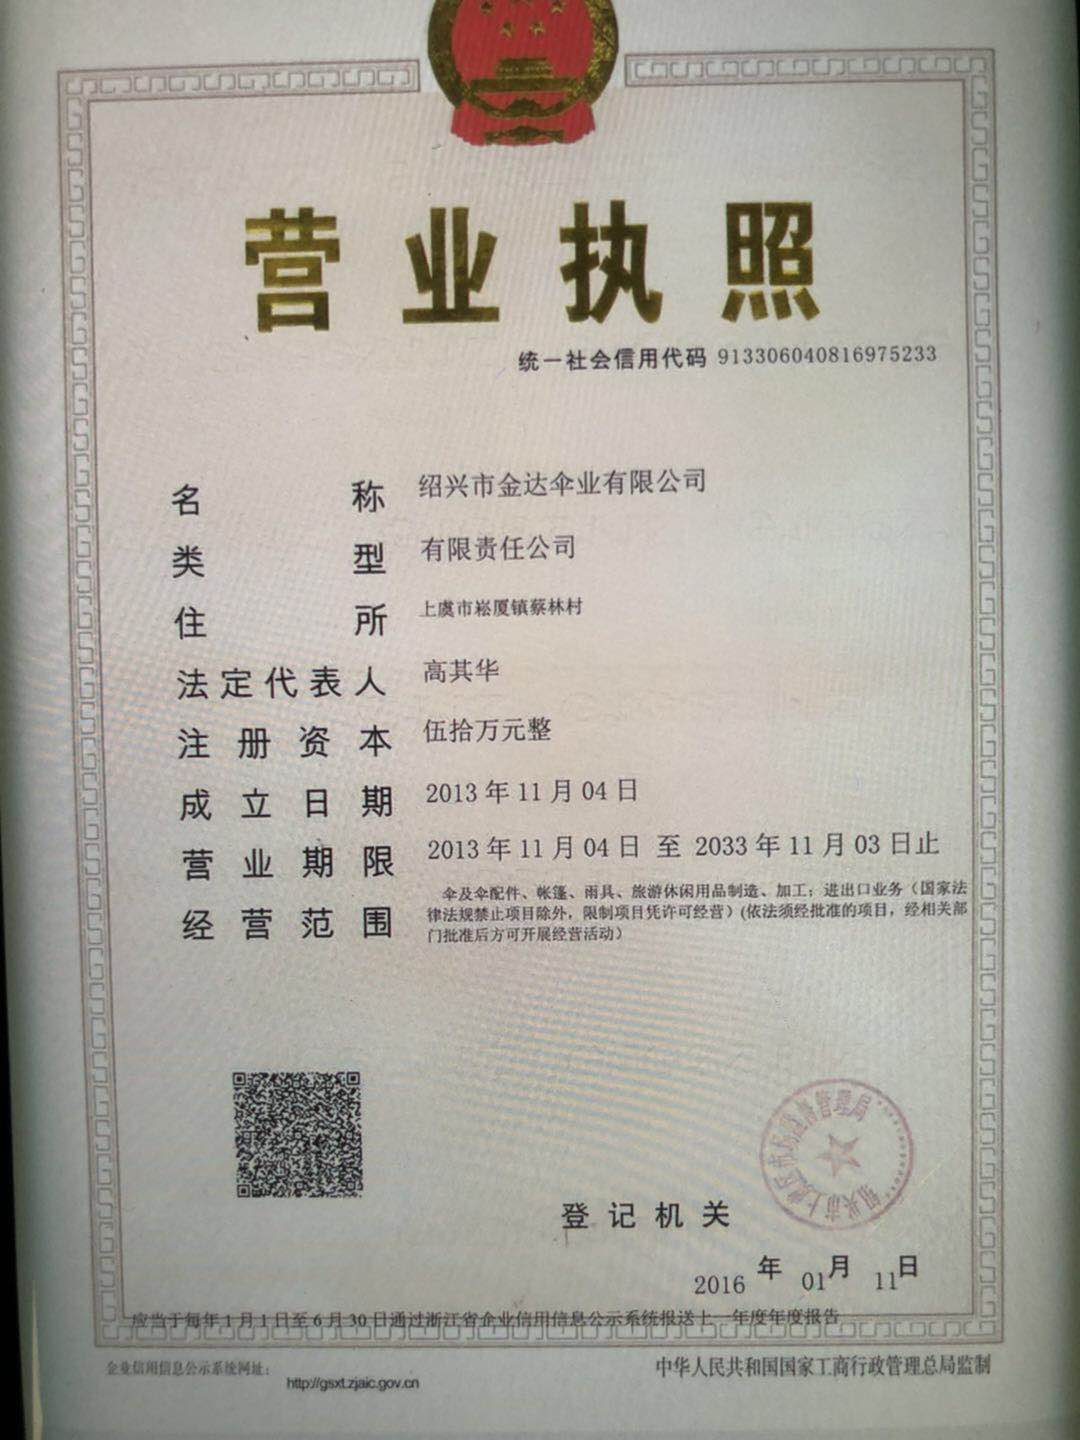 营业执照
统一社会信用代码 913306040816975233
名称 绍兴市金达伞业有限公司
类型 有限责任公司
住所 上虞市崧厦镇蔡林村
法定代表人 高其华
注册资本 伍拾万元整
成立日期 2013年11月04日
营业期限 2013年11月04日 至 2033年11月03日止
经营范围 伞及伞配件、帐篷、雨具、旅游休闲用品制造、加工；进出口业务（国家法
律法规禁止项目除外，限制项目凭许可经营）(依法须经批准的项目，经相关部
门批准后方可开展经营活动）
登记机关
2016年01月11日
应当于每年1月1日至6月30日通过浙江省企业信用信息公示系统报送上一年度年度报告
企业信用信息公示系统网址：
http://gsxt.zjaic.gov.cn
中华人民共和国国家工商行政管理总局监制